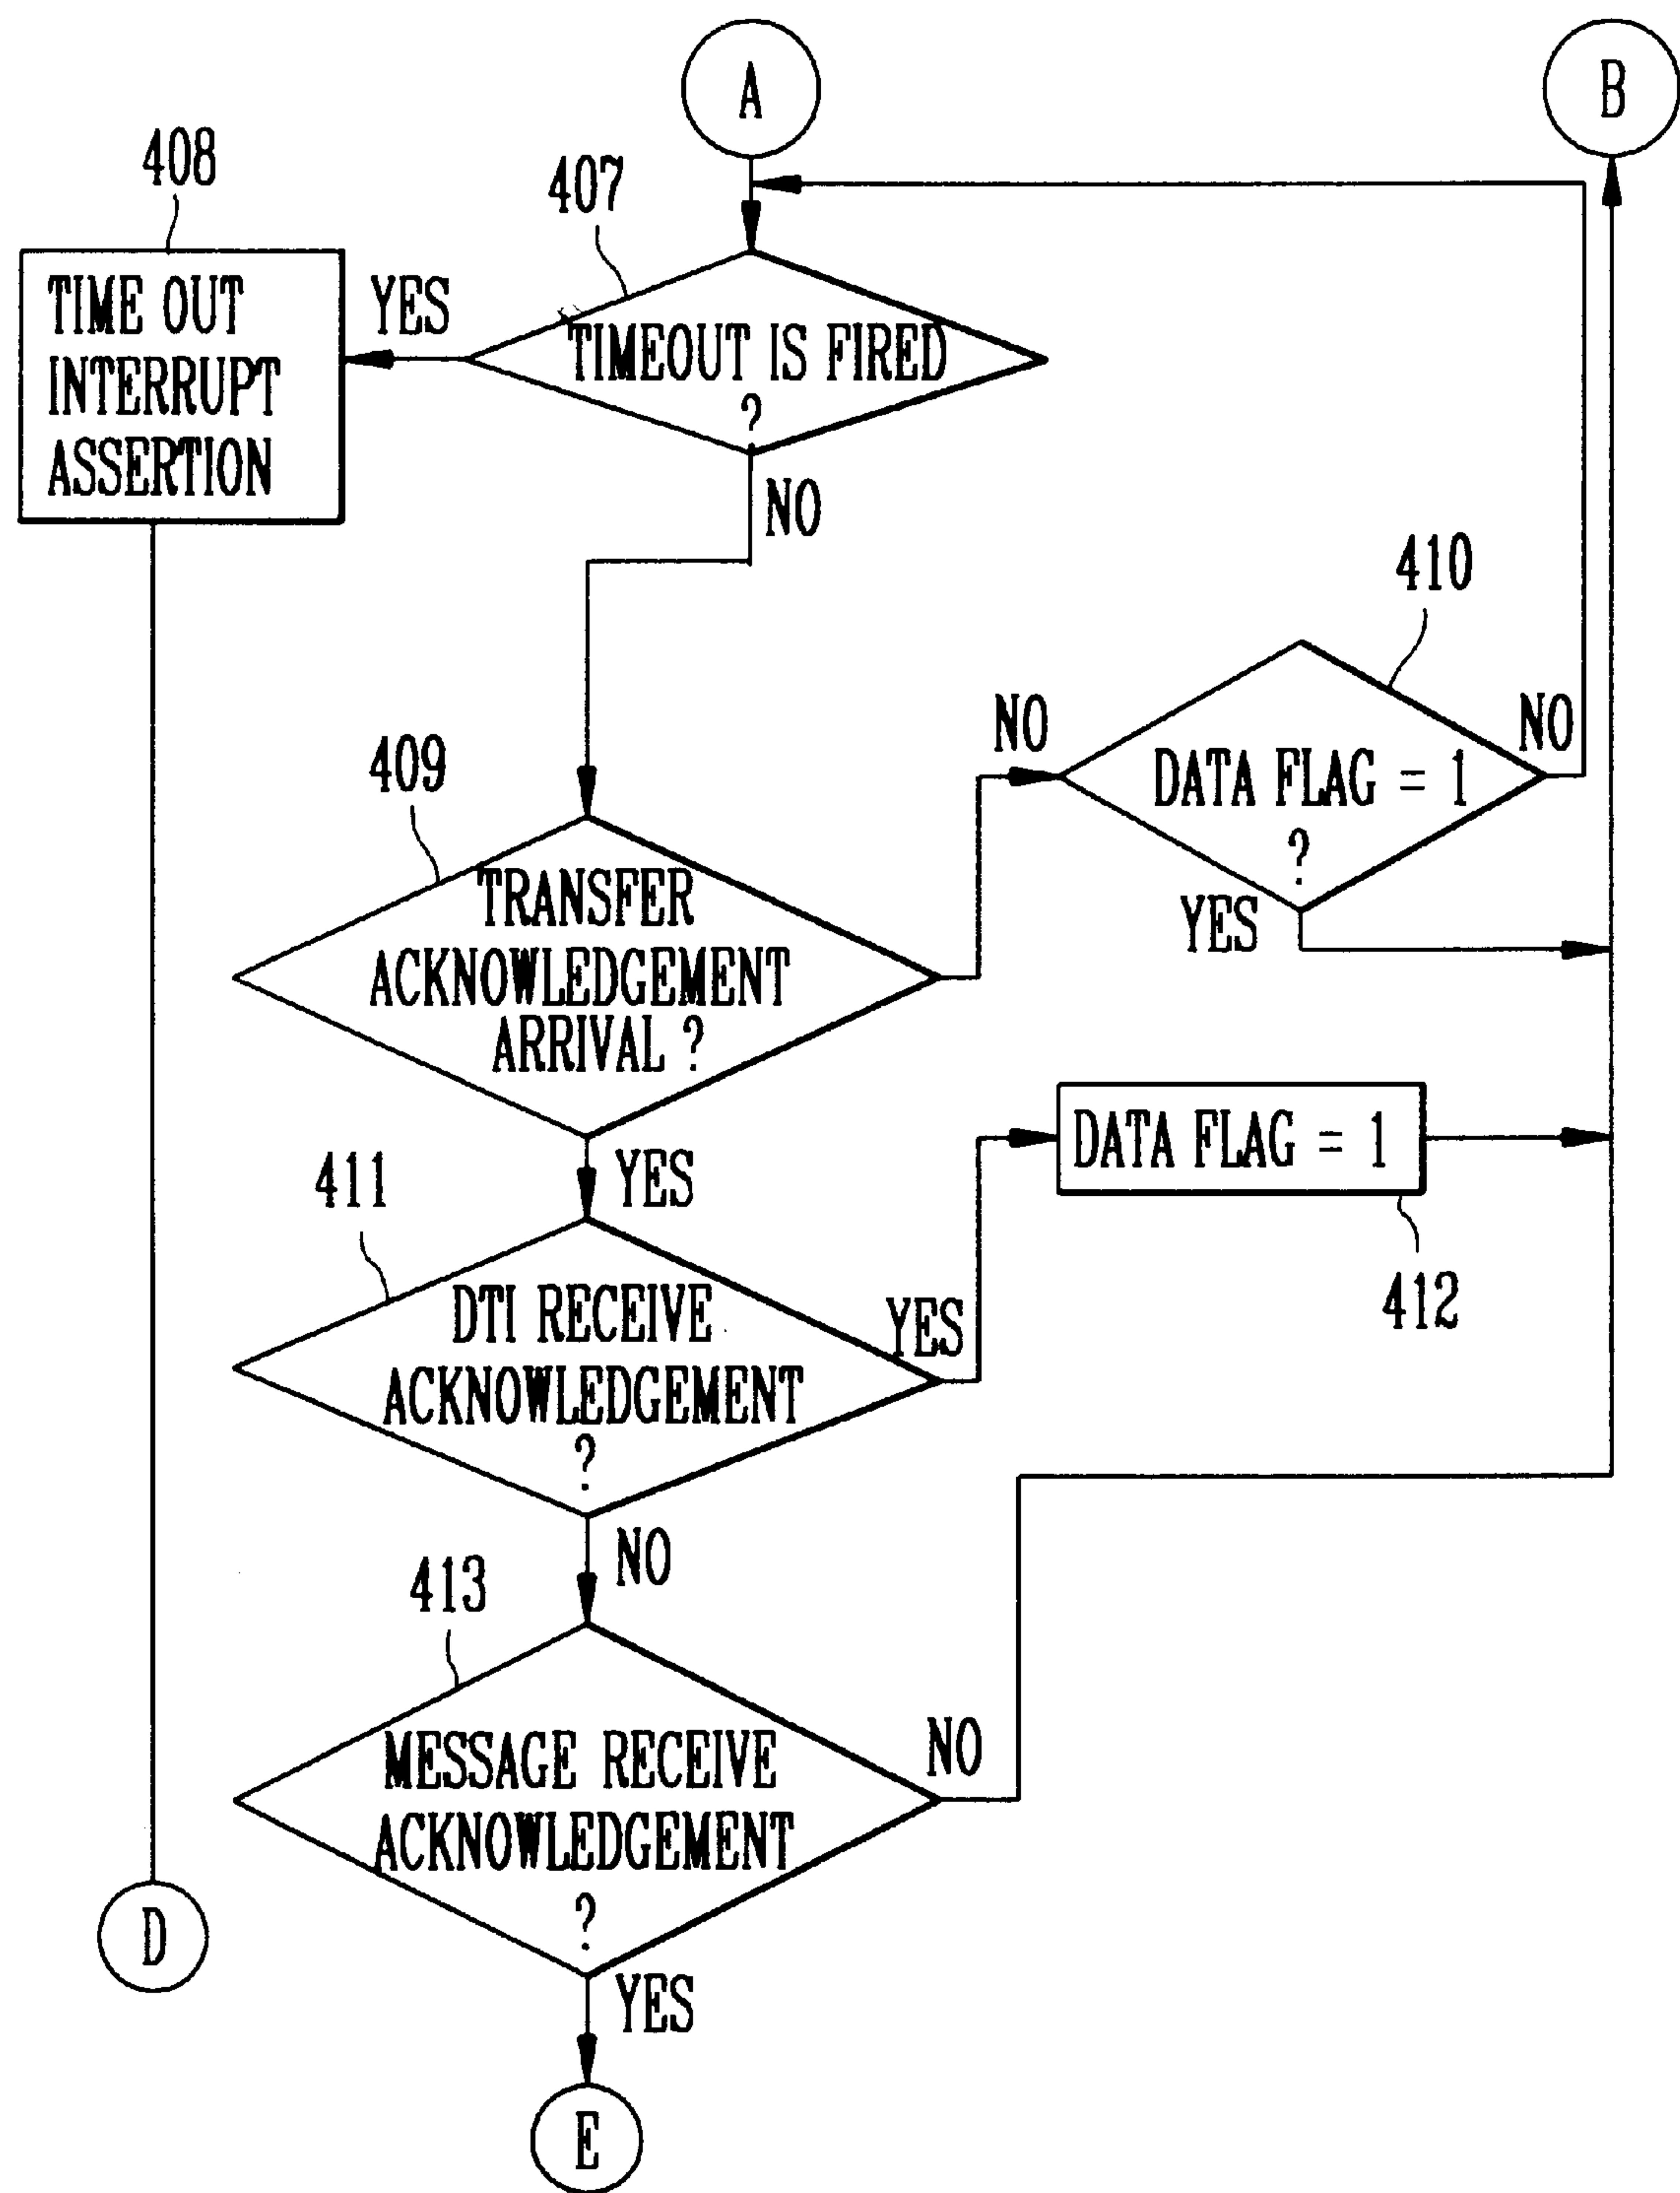 A
B
408
407
TIME OUT
INTERRUPT
ASSERTION
YES
TIMEOUT IS FIRED
?
NO
410
NO
NO
DATA FLAG = 1
?
YES
409
TRANSFER
ACKNOWLEDGEMENT
ARRIVAL ?
YES
DATA FLAG = 1
412
411
DTI RECEIVE
ACKNOWLEDGEMENT
?
YES
NO
413
MESSAGE RECEIVE
ACKNOWLEDGEMENT
?
NO
YES
D
E